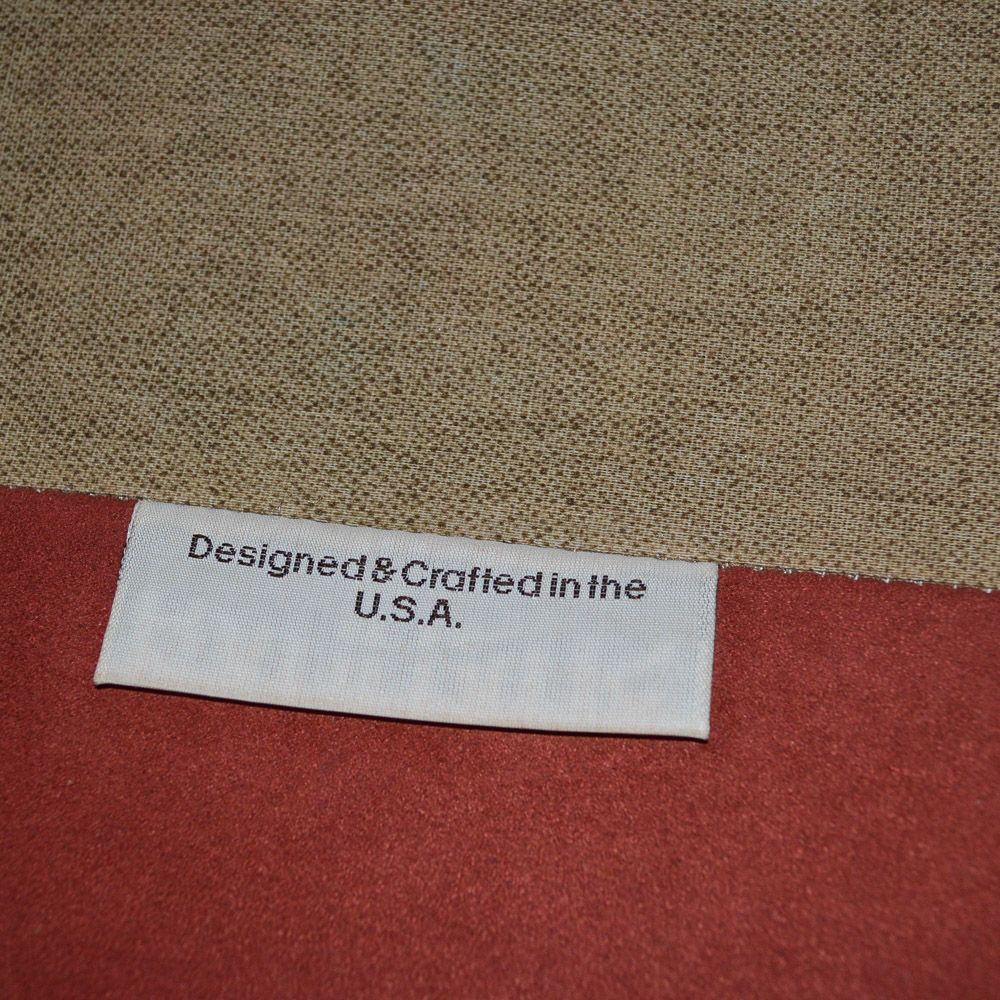 Designed & Crafted in the
U.S.A.